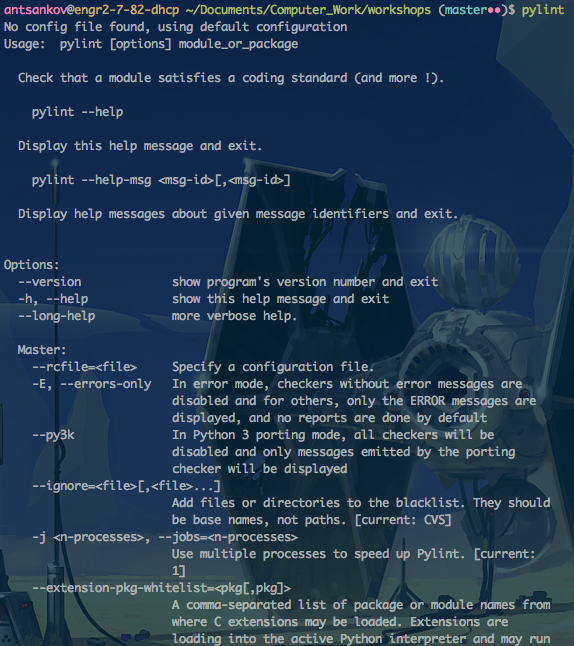 antsankov@engr2-7-82-dhcp ~/Documents/Computer_Work/workshops (master●●)$ pylint
No config file found, using default configuration
Usage:  pylint [options] module_or_package

  Check that a module satisfies a coding standard (and more !).

    pylint --help

  Display this help message and exit.

    pylint --help-msg <msg-id>[,<msg-id>]

  Display help messages about given message identifiers and exit.

Options:
  --version             show program's version number and exit
  -h, --help            show this help message and exit
  --long-help           more verbose help.

  Master:
    --rcfile=<file>     Specify a configuration file.
    -E, --errors-only   In error mode, checkers without error messages are
                        disabled and for others, only the ERROR messages are
                        displayed, and no reports are done by default
    --py3k              In Python 3 porting mode, all checkers will be
                        disabled and only messages emitted by the porting
                        checker will be displayed
    --ignore=<file>[,<file>...]
                        Add files or directories to the blacklist. They should
                        be base names, not paths. [current: CVS]
    -j <n-processes>, --jobs=<n-processes>
                        Use multiple processes to speed up Pylint. [current:
                        1]
    --extension-pkg-whitelist=<pkg[,pkg]>
                        A comma-separated list of package or module names from
                        where C extensions may be loaded. Extensions are
                        loading into the active Python interpreter and may run